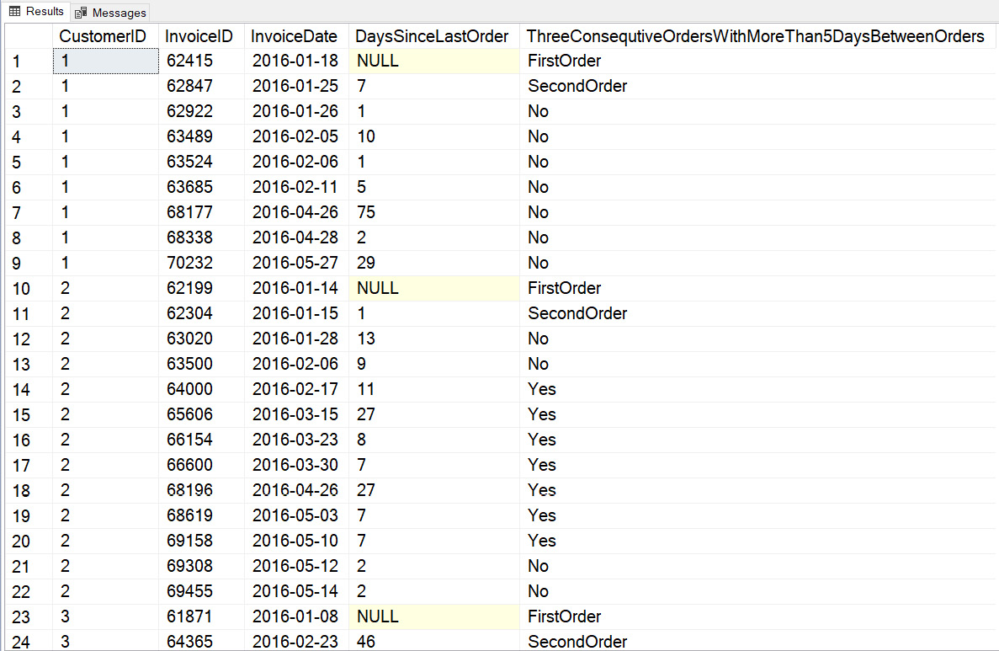 Results Messages
CustomerID InvoiceID InvoiceDate DaysSinceLastOrder ThreeConsequtiveOrdersWithMoreThan5DaysBetweenOrders
1 1 62415 2016-01-18 NULL FirstOrder
2 1 62847 2016-01-25 7 SecondOrder
3 1 62922 2016-01-26 1 No
4 1 63489 2016-02-05 10 No
5 1 63524 2016-02-06 1 No
6 1 63685 2016-02-11 5 No
7 1 68177 2016-04-26 75 No
8 1 68338 2016-04-28 2 No
9 1 70232 2016-05-27 29 No
10 2 62199 2016-01-14 NULL FirstOrder
11 2 62304 2016-01-15 1 SecondOrder
12 2 63020 2016-01-28 13 No
13 2 63500 2016-02-06 9 No
14 2 64000 2016-02-17 11 Yes
15 2 65606 2016-03-15 27 Yes
16 2 66154 2016-03-23 8 Yes
17 2 66600 2016-03-30 7 Yes
18 2 68196 2016-04-26 27 Yes
19 2 68619 2016-05-03 7 Yes
20 2 69158 2016-05-10 7 Yes
21 2 69308 2016-05-12 2 No
22 2 69455 2016-05-14 2 No
23 3 61871 2016-01-08 NULL FirstOrder
24 3 64365 2016-02-23 46 SecondOrder